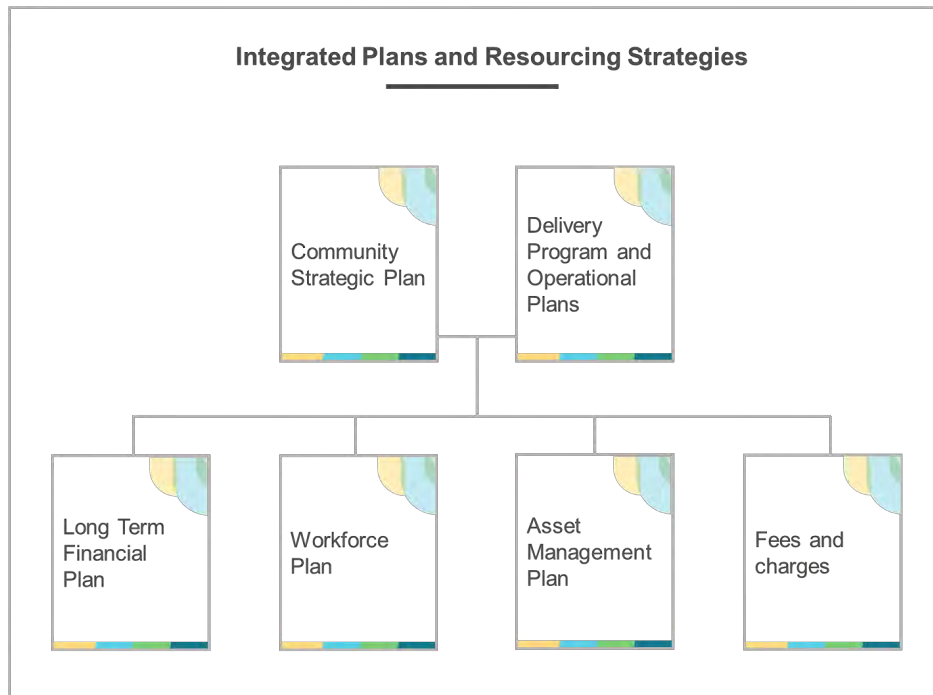 Integrated Plans and Resourcing Strategies
Community
Strategic Plan
Delivery
Program and
Operational
Plans
Long Term
Financial
Plan
Workforce
Plan
Asset
Management
Plan
Fees and
charges